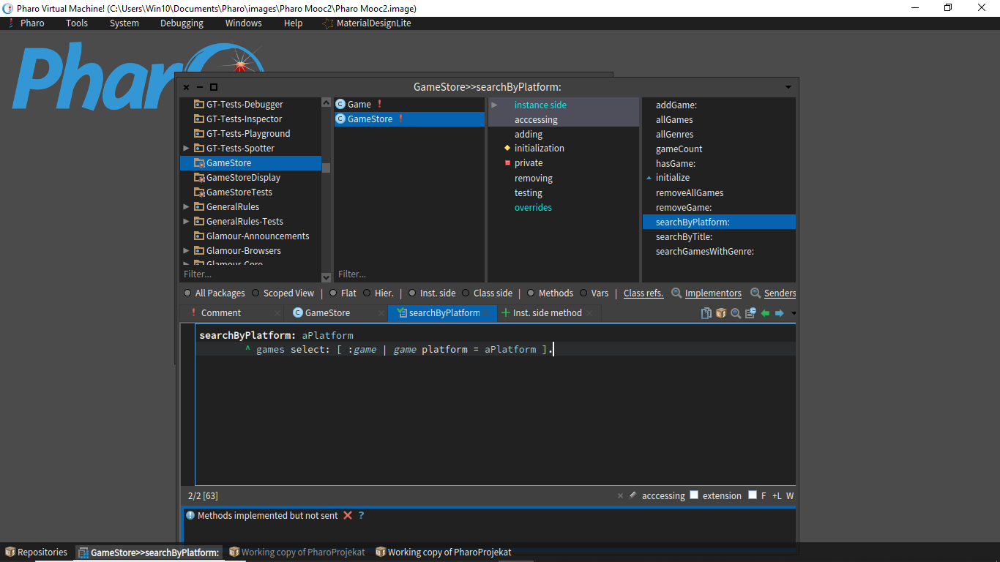 Pharo Virtual Machine! (C:\Users\Win10\Documents\Pharo\images\Pharo Mooc2\Pharo Mooc2.image)
Pharo Tools System Debugging Windows Help MaterialDesignLite
Pharo
GameStore>>searchByPlatform:
GT-Tests-Debugger
GT-Tests-Inspector
GT-Tests-Playground
GT-Tests-Spotter
GameStore
GameStoreDisplay
GameStoreTests
GeneralRules
GeneralRules-Tests
Glamour-Announcements
Glamour-Browsers
Glamour-Core
Filter...
Game !
GameStore !
Filter...
instance side
acccessing
adding
initialization
private
removing
testing
overrides
addGame:
allGames
allGenres
gameCount
hasGame:
initialize
removeAllGames
removeGame:
searchByPlatform:
searchByTitle:
searchGamesWithGenre:
All Packages Scoped View | Flat Hier. | Inst. side Class side | Methods Vars | Class refs. Implementors Senders
! Comment × C GameStore × searchByPlatform × + Inst. side method ×
searchByPlatform: aPlatform
^ games select: [ :game | game platform = aPlatform ].
2/2 [63] × acccessing extension F +L W
! Methods implemented but not sent ?
Repositories GameStore>>searchByPlatform: Working copy of PharoProjekat Working copy of PharoProjekat